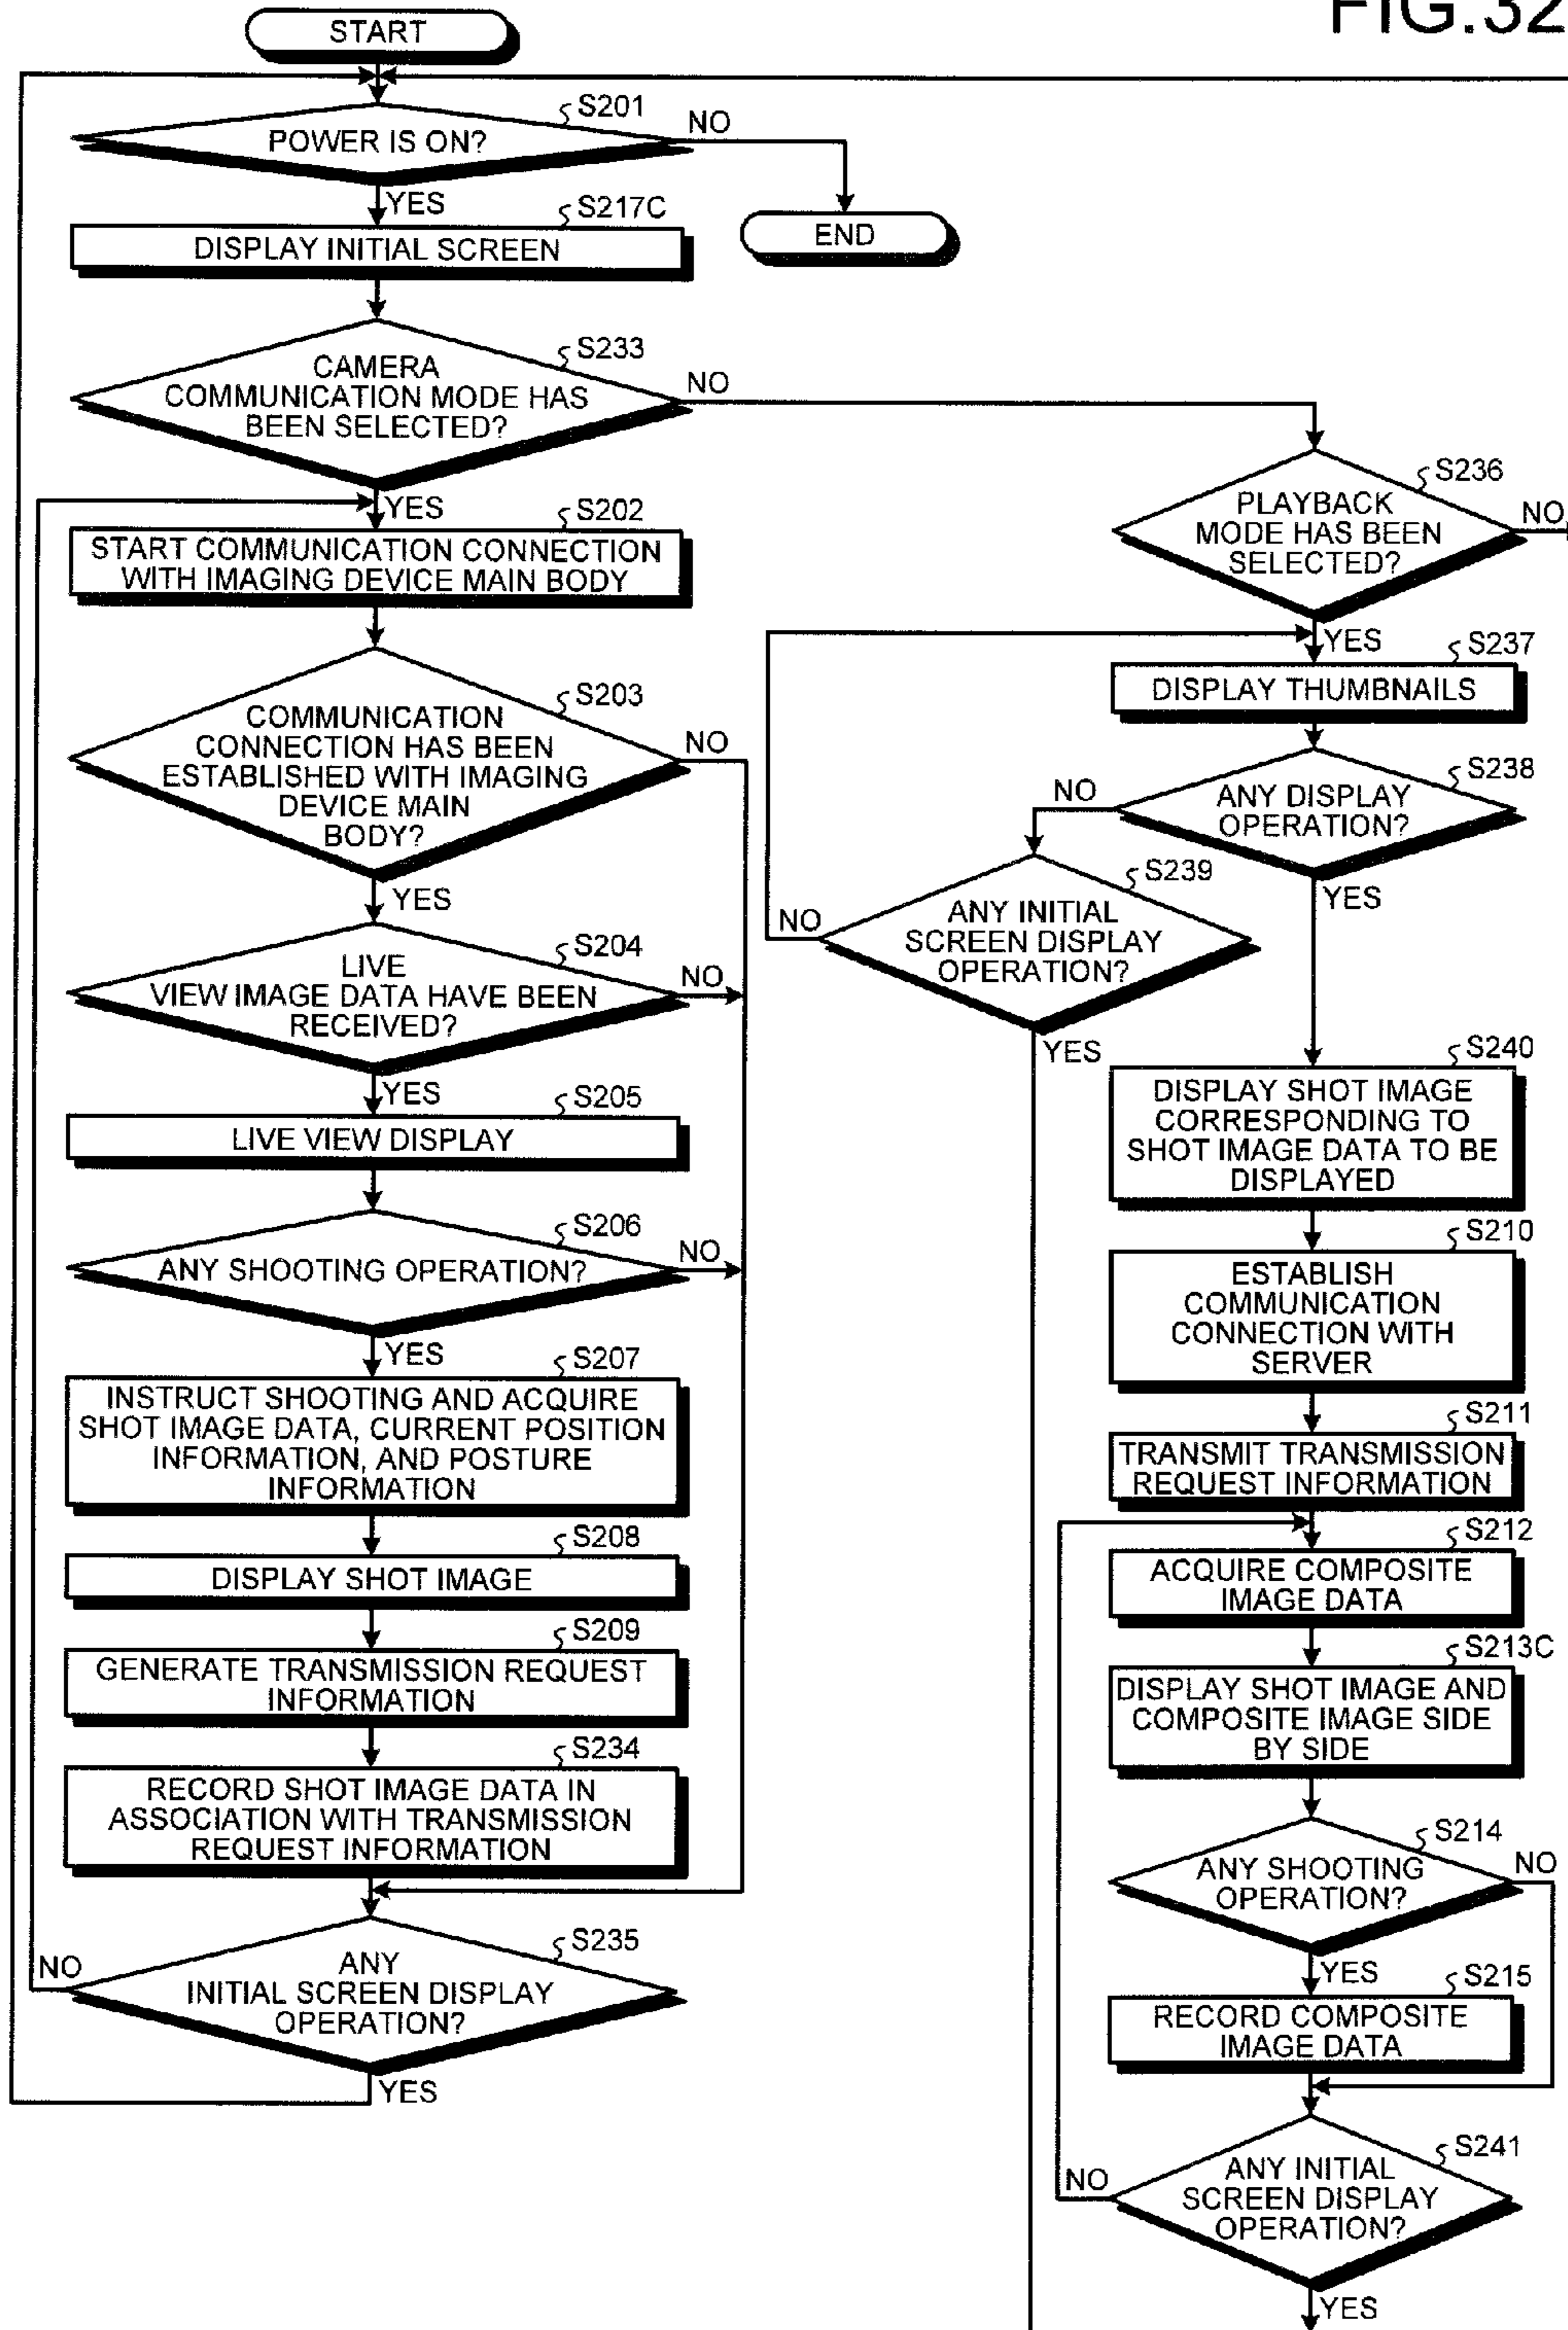 FIG.32
START
S201
POWER IS ON?
NO
YES
S217C
DISPLAY INITIAL SCREEN
END
S233
CAMERA
COMMUNICATION MODE HAS
BEEN SELECTED?
NO
YES
S202
START COMMUNICATION CONNECTION
WITH IMAGING DEVICE MAIN BODY
S203
COMMUNICATION
CONNECTION HAS BEEN
ESTABLISHED WITH IMAGING
DEVICE MAIN
BODY?
NO
YES
S204
LIVE
VIEW IMAGE DATA HAVE BEEN
RECEIVED?
NO
YES
S205
LIVE VIEW DISPLAY
S206
ANY SHOOTING OPERATION?
NO
YES
S207
INSTRUCT SHOOTING AND ACQUIRE
SHOT IMAGE DATA, CURRENT POSITION
INFORMATION, AND POSTURE
INFORMATION
S208
DISPLAY SHOT IMAGE
S209
GENERATE TRANSMISSION REQUEST
INFORMATION
S234
RECORD SHOT IMAGE DATA IN
ASSOCIATION WITH TRANSMISSION
REQUEST INFORMATION
S235
NO
ANY
INITIAL SCREEN DISPLAY
OPERATION?
YES
S236
PLAYBACK
MODE HAS BEEN
SELECTED?
NO
YES
S237
DISPLAY THUMBNAILS
S238
NO
ANY DISPLAY
OPERATION?
YES
S239
NO
ANY INITIAL
SCREEN DISPLAY
OPERATION?
YES
S240
DISPLAY SHOT IMAGE
CORRESPONDING TO
SHOT IMAGE DATA TO BE
DISPLAYED
S210
ESTABLISH
COMMUNICATION
CONNECTION WITH
SERVER
S211
TRANSMIT TRANSMISSION
REQUEST INFORMATION
S212
ACQUIRE COMPOSITE
IMAGE DATA
S213C
DISPLAY SHOT IMAGE AND
COMPOSITE IMAGE SIDE
BY SIDE
S214
ANY SHOOTING
OPERATION?
NO
YES
S215
RECORD COMPOSITE
IMAGE DATA
S241
NO
ANY INITIAL
SCREEN DISPLAY
OPERATION?
YES